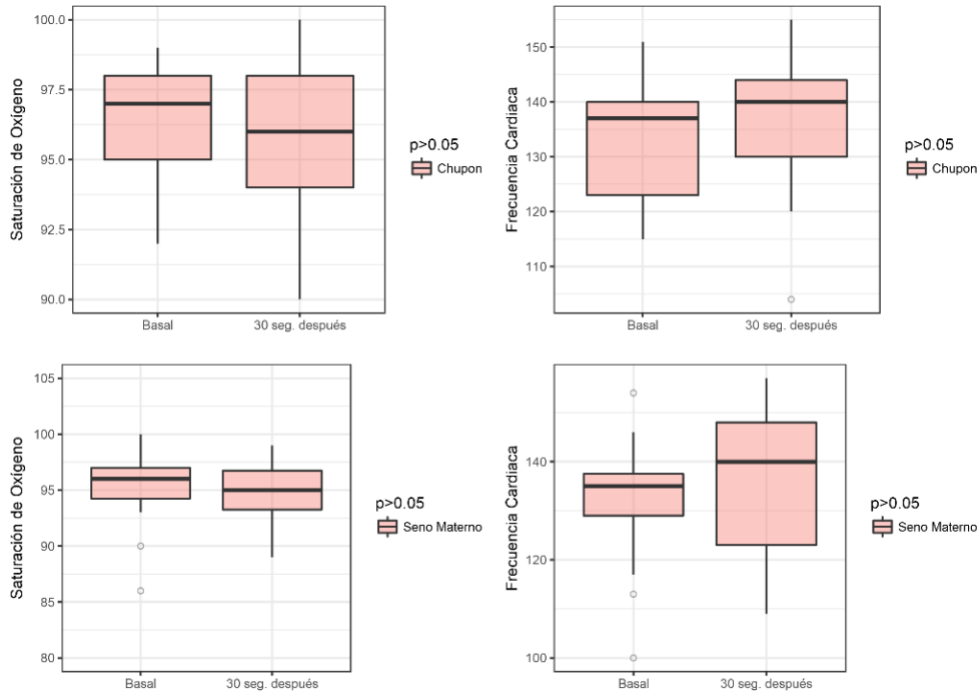 100.0
97.5
95.0
92.5
90.0
Saturación de Oxígeno
Basal
30 seg. después
p>0.05
Chupon
150
140
130
120
110
Frecuencia Cardiaca
Basal
30 seg. después
p>0.05
Chupon
105
100
95
90
85
80
Saturación de Oxígeno
Basal
30 seg. después
p>0.05
Seno Materno
140
120
100
Frecuencia Cardiaca
Basal
30 seg. después
p>0.05
Seno Materno